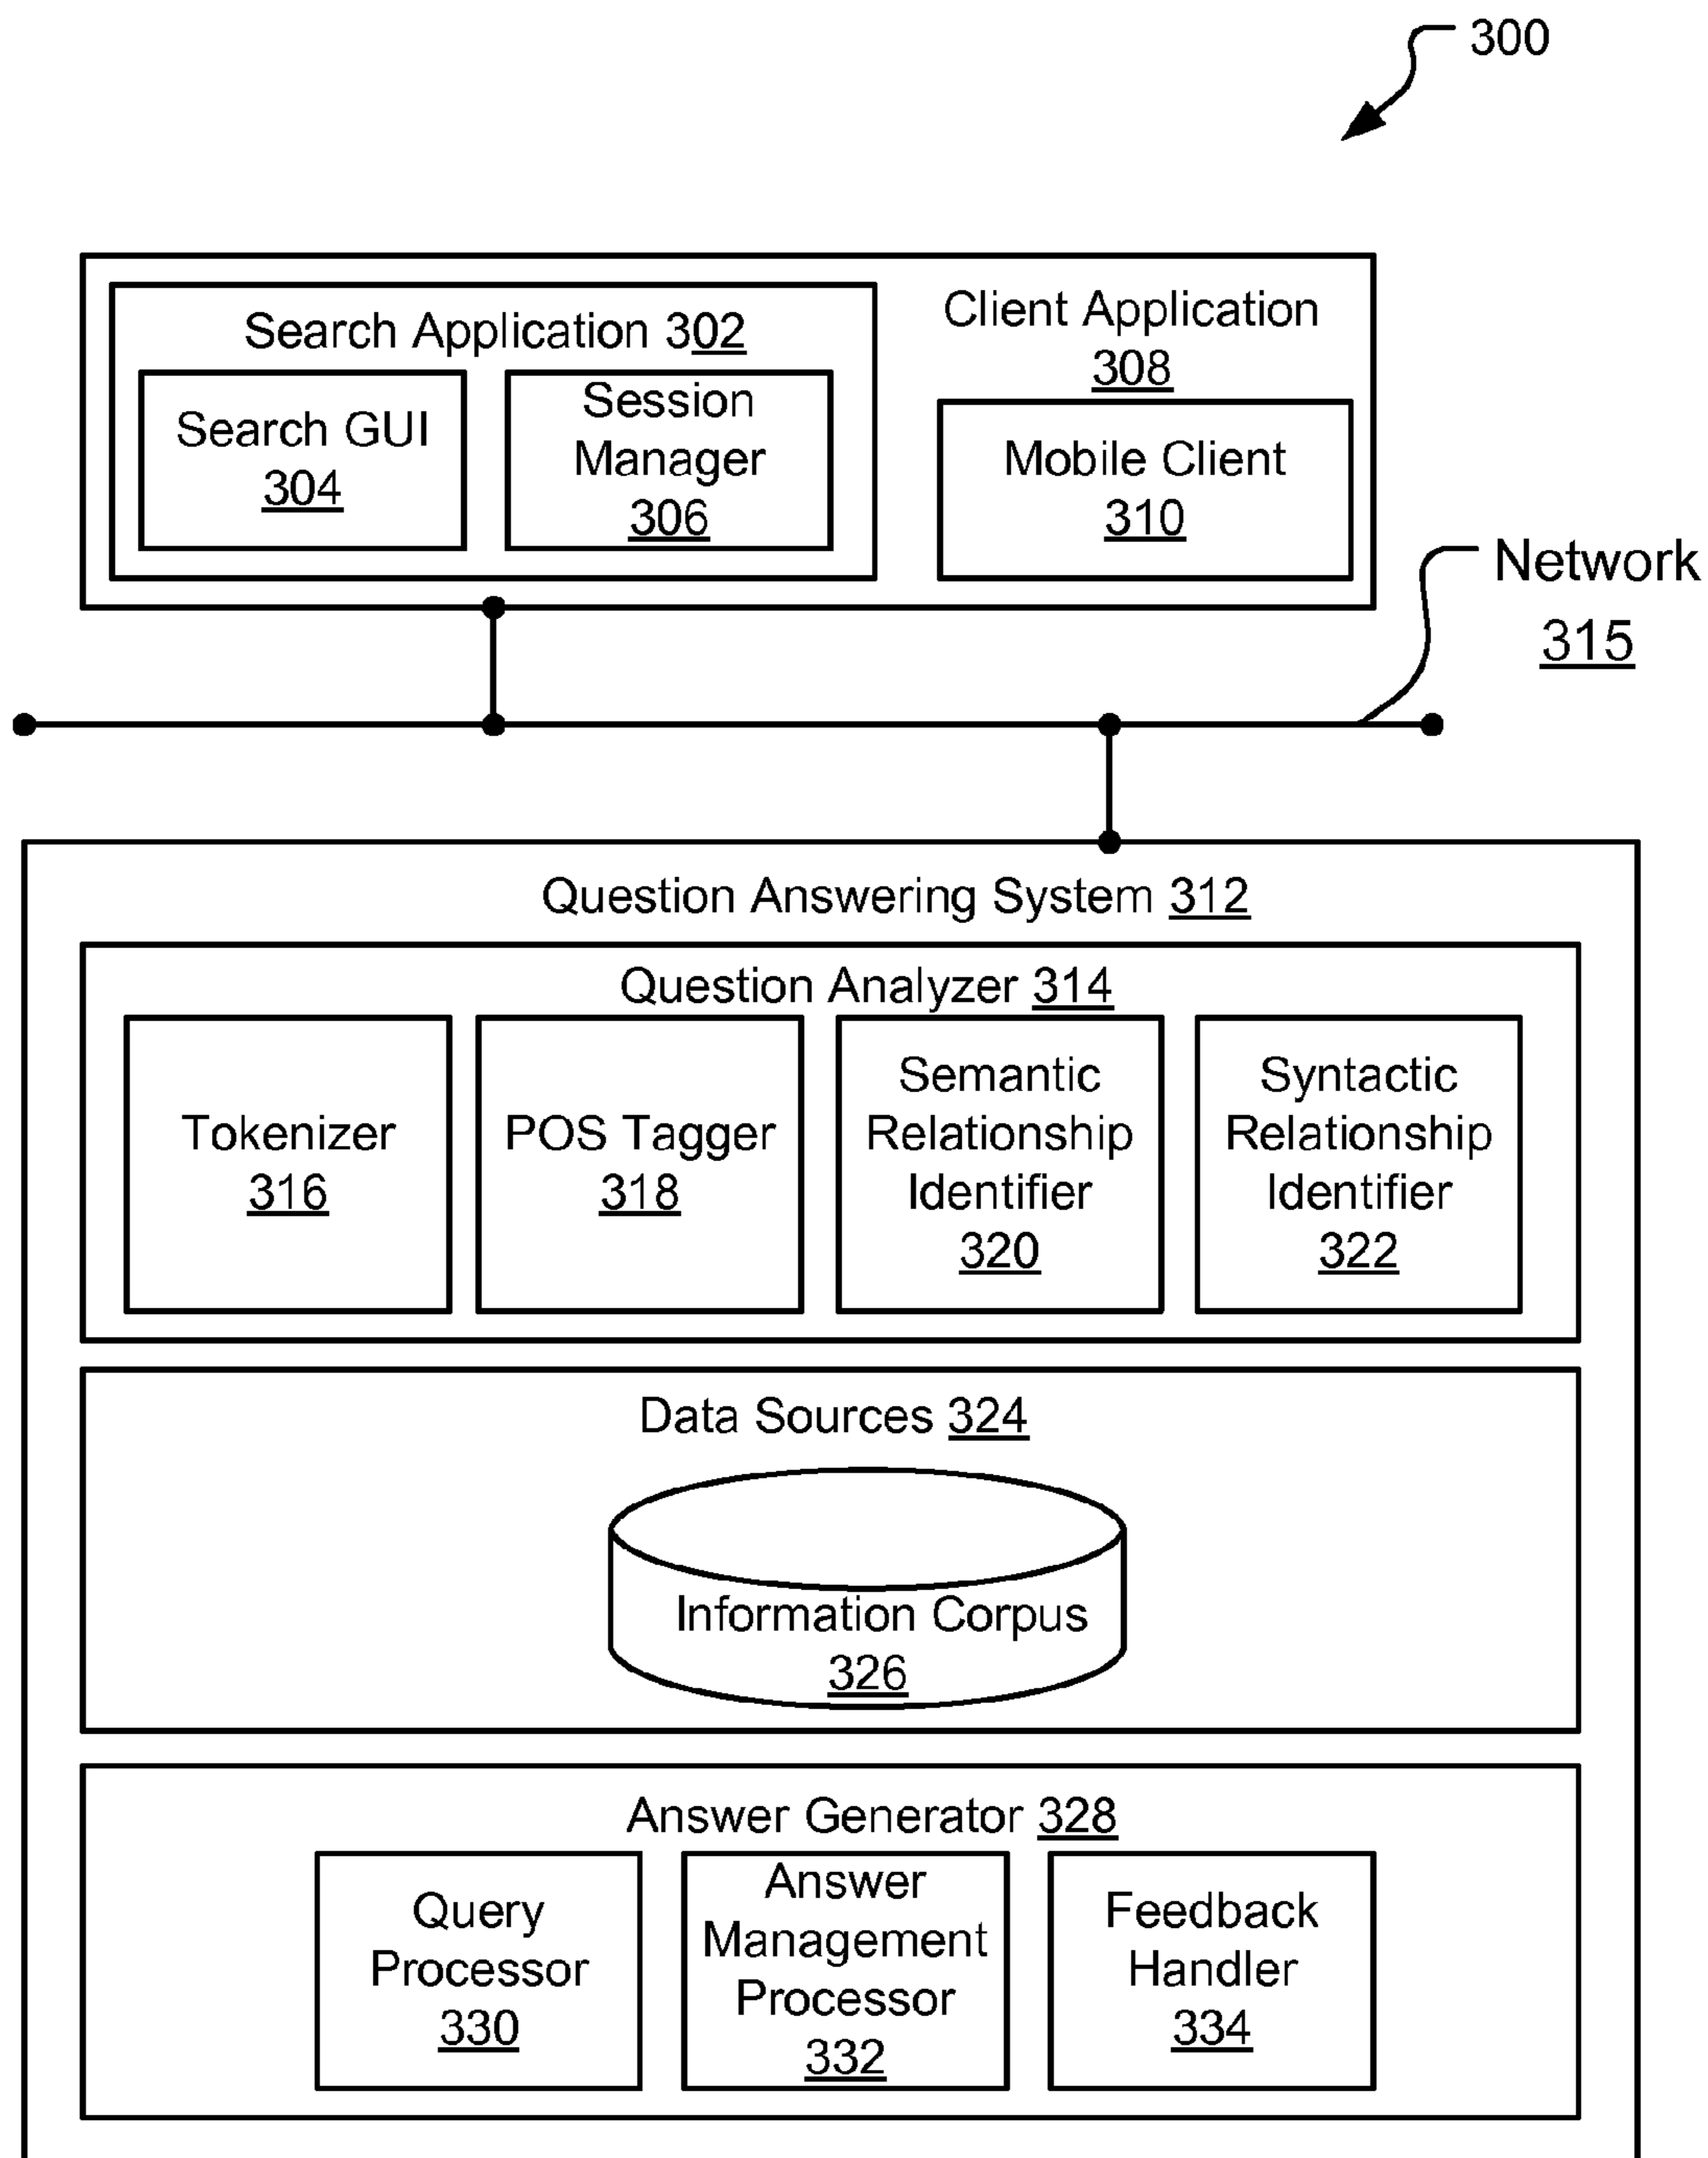 300
Search Application 302
Search GUI
304
Session
Manager
306
Client Application
308
Mobile Client
310
Network
315
Question Answering System 312
Question Analyzer 314
Tokenizer
316
POS Tagger
318
Semantic
Relationship
Identifier
320
Syntactic
Relationship
Identifier
322
Data Sources 324
Information Corpus
326
Answer Generator 328
Query
Processor
330
Answer
Management
Processor
332
Feedback
Handler
334